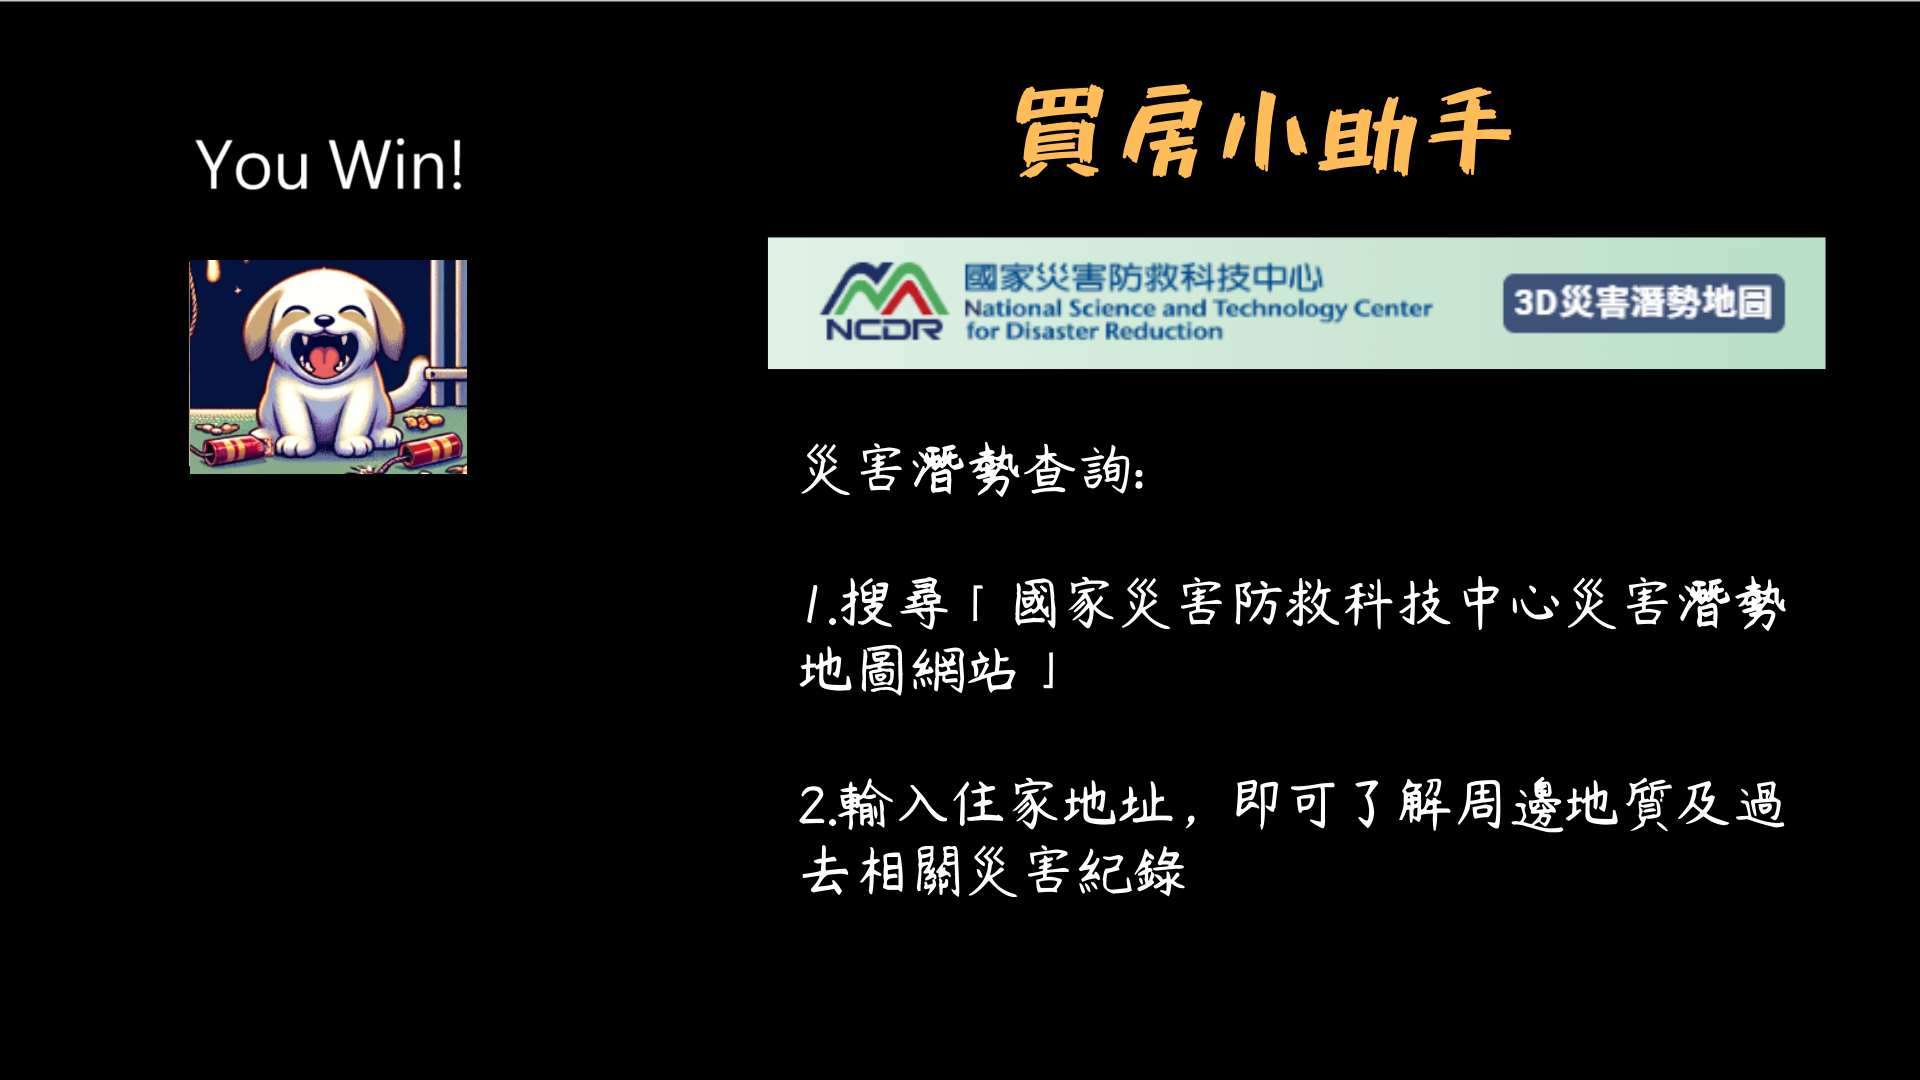 You Win!
買房小助手
NCDR
國家災害防救科技中心
National Science and Technology Center
for Disaster Reduction
3D災害潛勢地圖
災害潛勢查詢:
1.搜尋「國家災害防救科技中心災害潛勢
地圖網站」
2.輸入住家地址，即可了解周邊地質及過
去相關災害紀錄